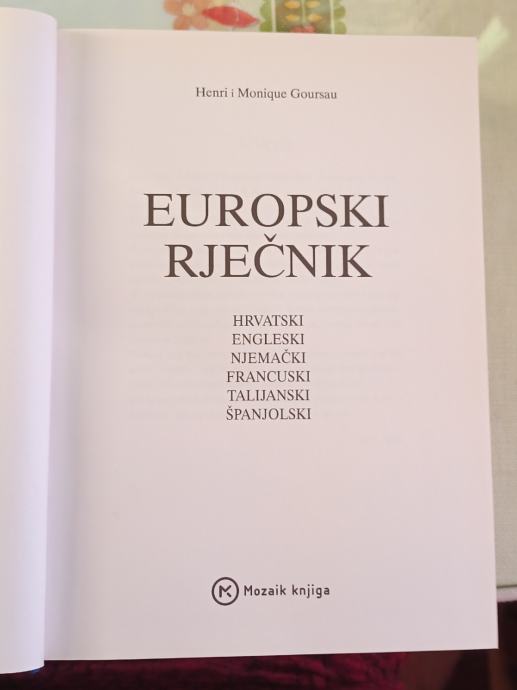 Henri i Monique Goursau
EUROPSKI
RJEČNIK
HRVATSKI
ENGLESKI
NJEMAČKI
FRANCUSKI
TALIJANSKI
ŠPANJOLSKI
Mozaik knjiga